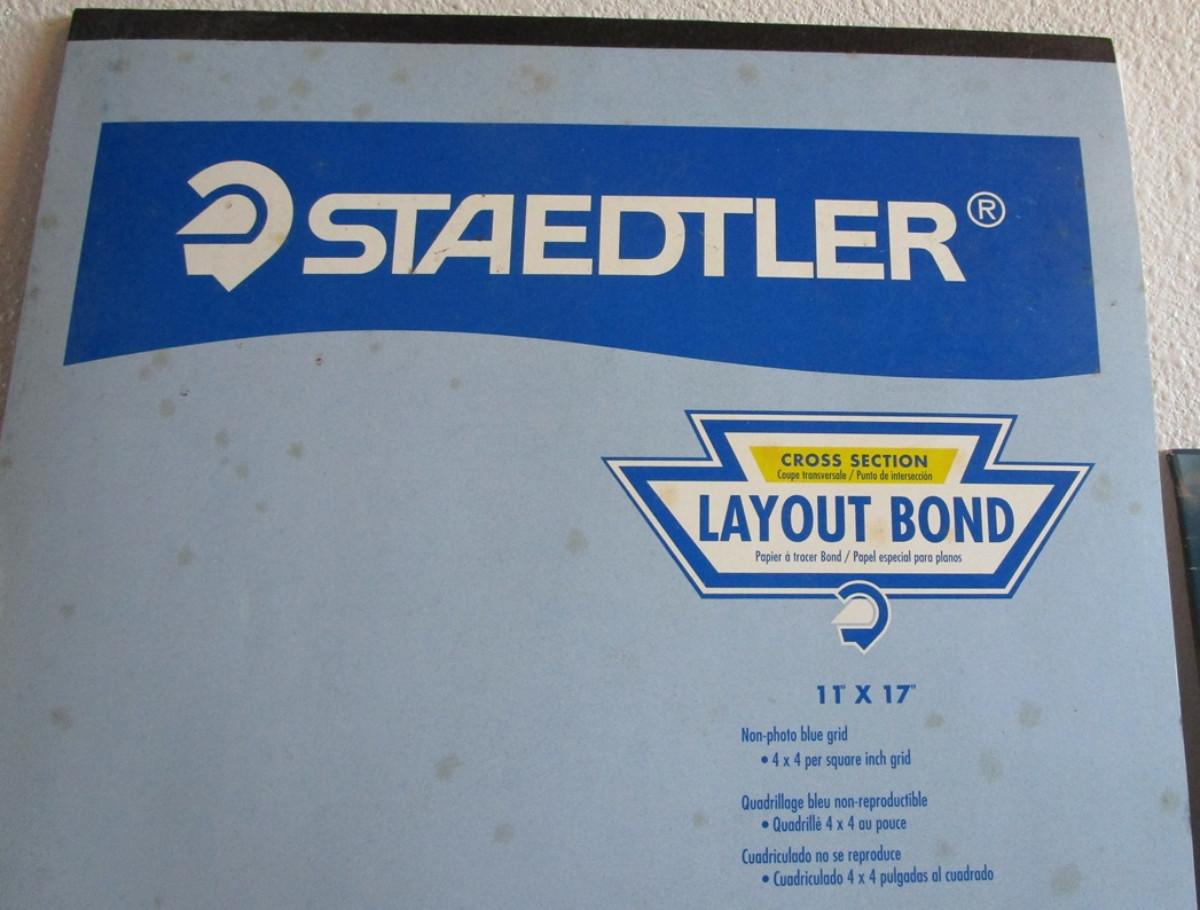 STAEDTLER®
CROSS SECTION
Coupe transversale / Punto de intersección
LAYOUT BOND
Papier à tracer Bond / Papel especial para planos
11" X 17"
Non-photo blue grid
• 4 x 4 per square inch grid
Quadrillage bleu non-reproductible
• Quadrillé 4 x 4 au pouce
Cuadriculado no se reproduce
• Cuadriculado 4 x 4 pulgadas al cuadrado